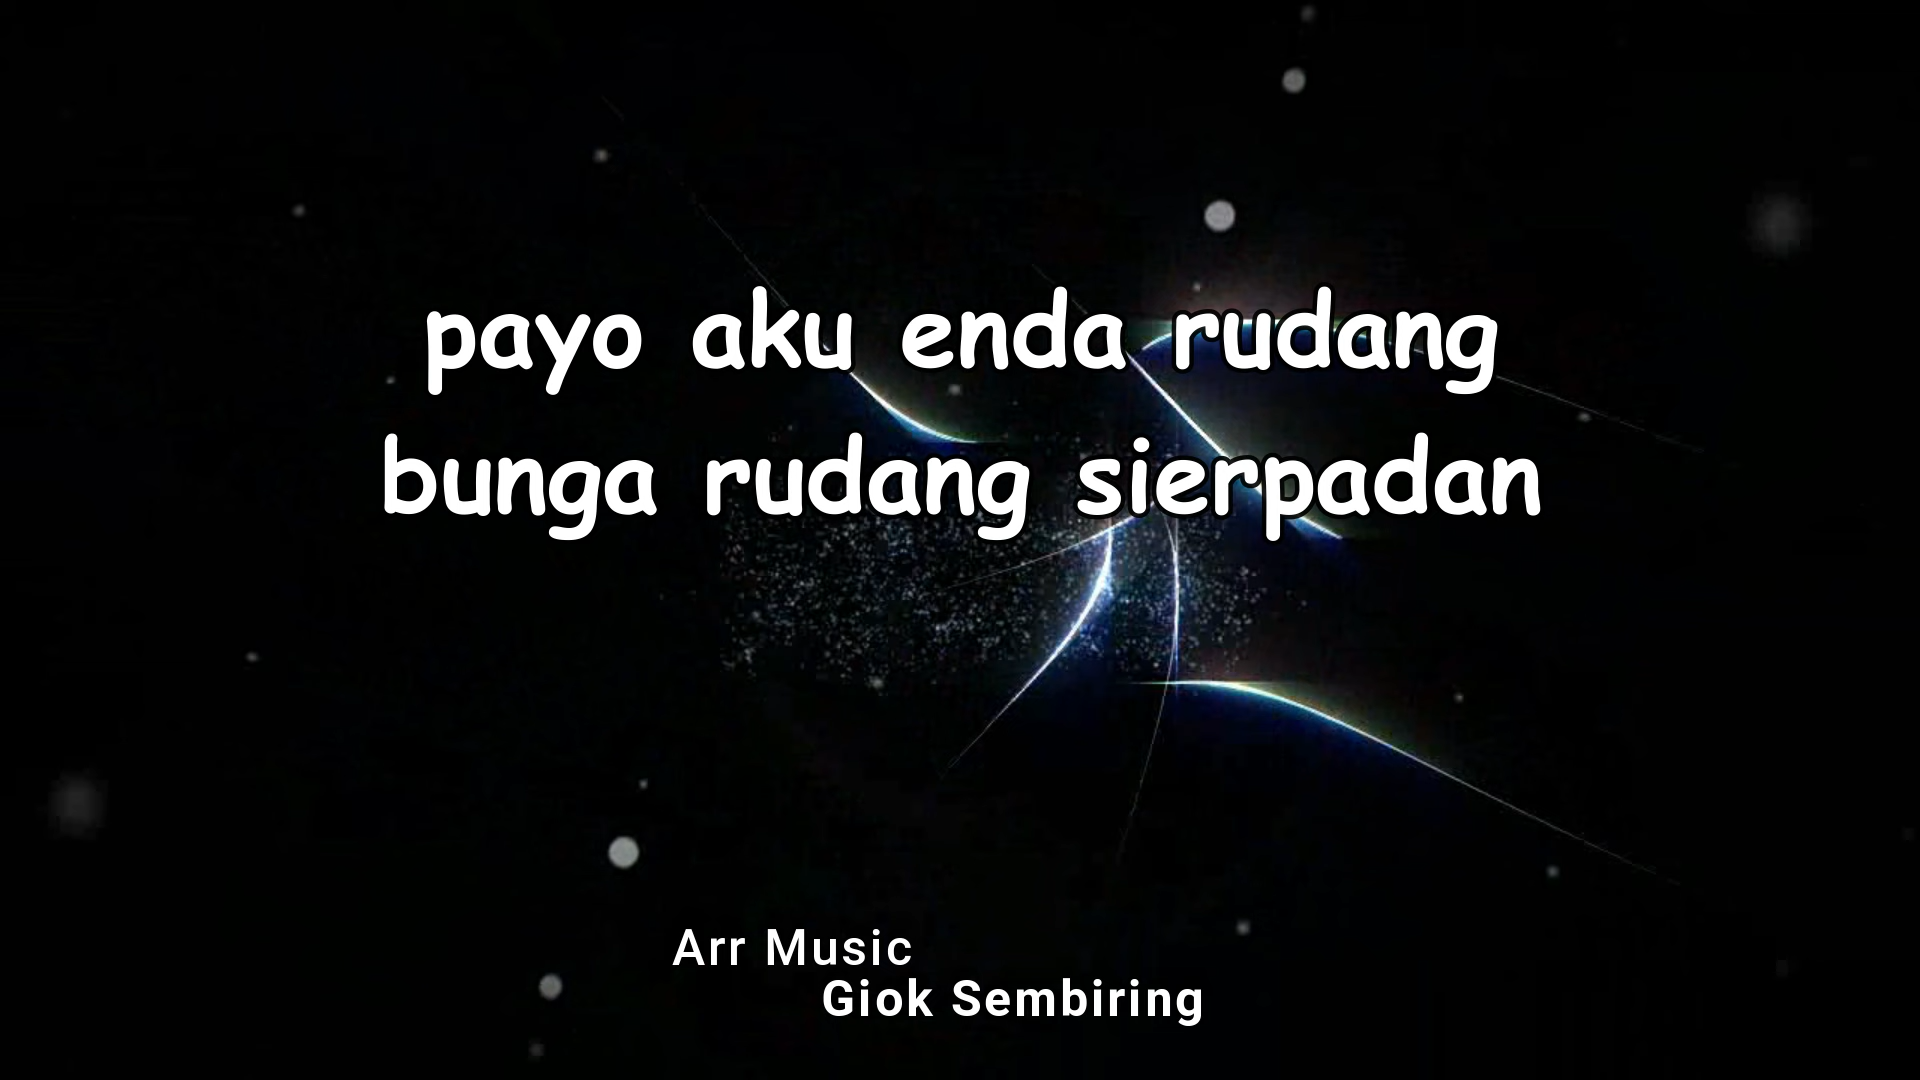 payo aku enda rudang
bunga rudang sierpadan
Arr Music
Giok Sembiring